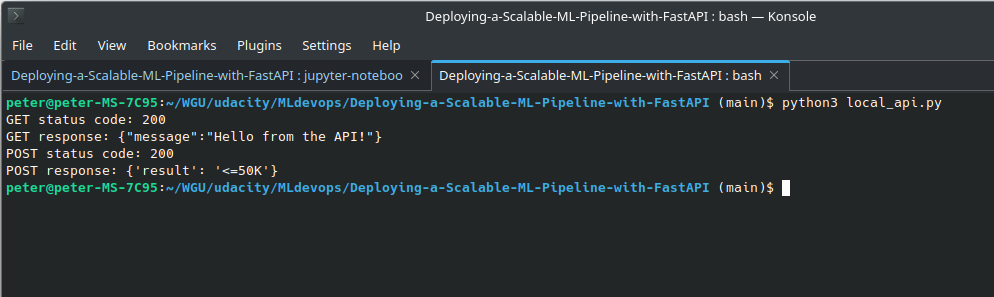 Deploying-a-Scalable-ML-Pipeline-with-FastAPI : bash — Konsole
File Edit View Bookmarks Plugins Settings Help
Deploying-a-Scalable-ML-Pipeline-with-FastAPI : jupyter-noteboo Deploying-a-Scalable-ML-Pipeline-with-FastAPI : bash
peter@peter-MS-7C95:~/WGU/udacity/MLdevops/Deploying-a-Scalable-ML-Pipeline-with-FastAPI (main)$ python3 local_api.py
GET status code: 200
GET response: {"message":"Hello from the API!"}
POST status code: 200
POST response: {'result': '<=50K'}
peter@peter-MS-7C95:~/WGU/udacity/MLdevops/Deploying-a-Scalable-ML-Pipeline-with-FastAPI (main)$